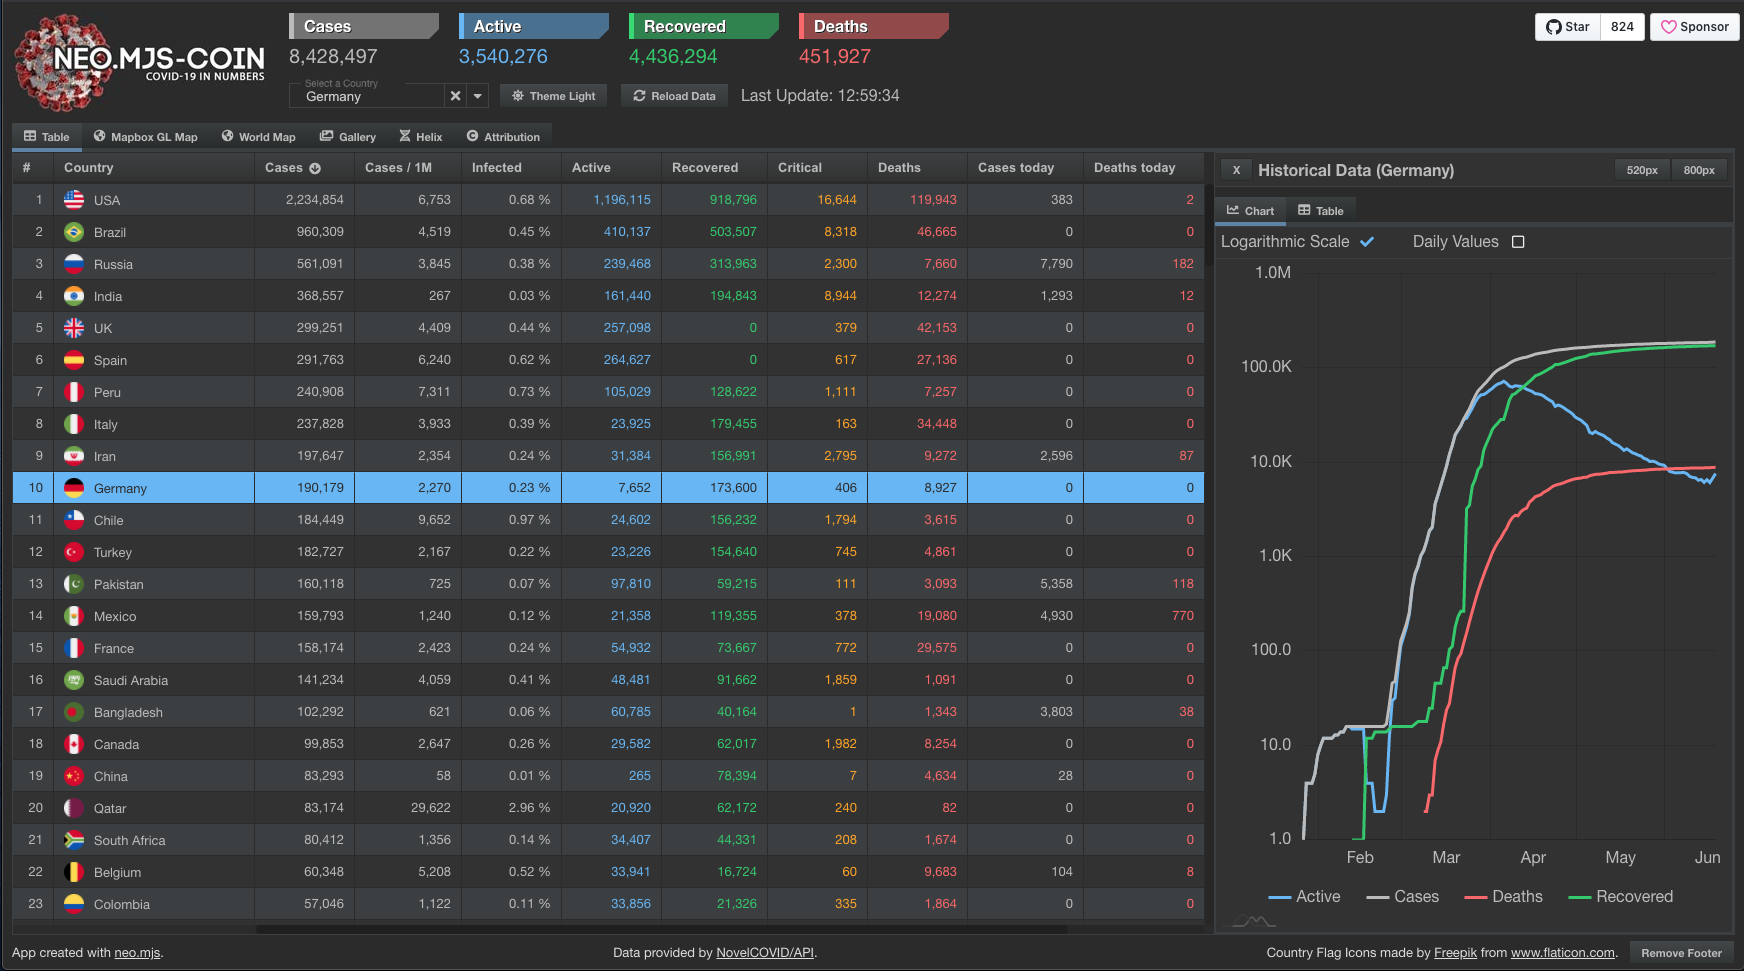 NEO.MJS-COIN
COVID-19 IN NUMBERS
Cases
8,428,497
Active
3,540,276
Recovered
4,436,294
Deaths
451,927
Star 824
Sponsor
Select a Country
Germany
Theme Light
Reload Data
Last Update: 12:59:34
Table Mapbox GL Map World Map Gallery Helix Attribution
# Country Cases Cases / 1M Infected Active Recovered Critical Deaths Cases today Deaths today
1 USA 2,234,854 6,753 0.68 % 1,196,115 918,796 16,644 119,943 383 2
2 Brazil 960,309 4,519 0.45 % 410,137 503,507 8,318 46,665 0 0
3 Russia 561,091 3,845 0.38 % 239,468 313,963 2,300 7,660 7,790 182
4 India 368,557 267 0.03 % 161,440 194,843 8,944 12,274 1,293 12
5 UK 299,251 4,409 0.44 % 257,098 0 379 42,153 0 0
6 Spain 291,763 6,240 0.62 % 264,627 0 617 27,136 0 0
7 Peru 240,908 7,311 0.73 % 105,029 128,622 1,111 7,257 0 0
8 Italy 237,828 3,933 0.39 % 23,925 179,455 163 34,448 0 0
9 Iran 197,647 2,354 0.24 % 31,384 156,991 2,795 9,272 2,596 87
10 Germany 190,179 2,270 0.23 % 7,652 173,600 406 8,927 0 0
11 Chile 184,449 9,652 0.97 % 24,602 156,232 1,794 3,615 0 0
12 Turkey 182,727 2,167 0.22 % 23,226 154,640 745 4,861 0 0
13 Pakistan 160,118 725 0.07 % 97,810 59,215 111 3,093 5,358 118
14 Mexico 159,793 1,240 0.12 % 21,358 119,355 378 19,080 4,930 770
15 France 158,174 2,423 0.24 % 54,932 73,667 772 29,575 0 0
16 Saudi Arabia 141,234 4,059 0.41 % 48,481 91,662 1,859 1,091 0 0
17 Bangladesh 102,292 621 0.06 % 60,785 40,164 1 1,343 3,803 38
18 Canada 99,853 2,647 0.26 % 29,582 62,017 1,982 8,254 0 0
19 China 83,293 58 0.01 % 265 78,394 7 4,634 28 0
20 Qatar 83,174 29,622 2.96 % 20,920 62,172 240 82 0 0
21 South Africa 80,412 1,356 0.14 % 34,407 44,331 208 1,674 0 0
22 Belgium 60,348 5,208 0.52 % 33,941 16,724 60 9,683 104 8
23 Colombia 57,046 1,122 0.11 % 33,856 21,326 335 1,864 0 0
X Historical Data (Germany) 520px 800px
Chart Table
Logarithmic Scale Daily Values
1.0M
100.0K
10.0K
1.0K
100.0
10.0
1.0
Feb Mar Apr May Jun
Active Cases Deaths Recovered
App created with neo.mjs.
Data provided by NovelCOVID/API.
Country Flag Icons made by Freepik from www.flaticon.com.
Remove Footer